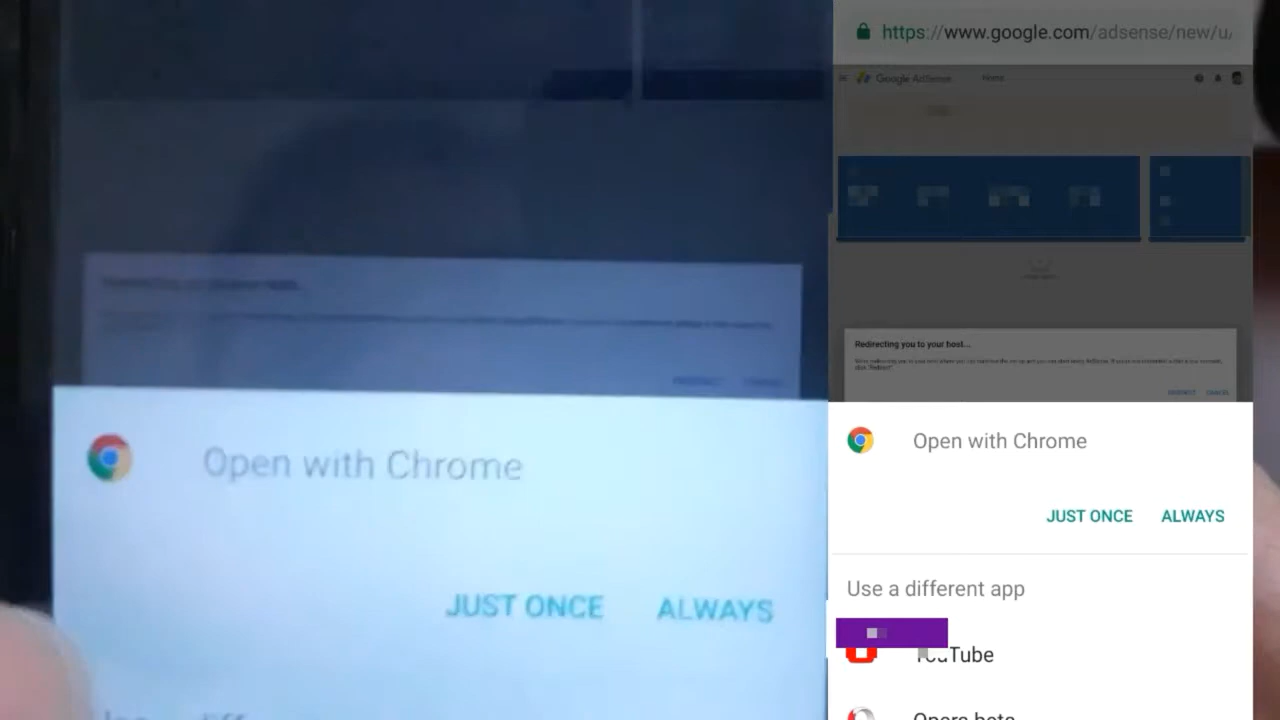 Open with Chrome
JUST ONCE ALWAYS
https://www.google.com/adsense/new/u/
Google AdSense Home
Redirecting you to your host...
Open with Chrome
JUST ONCE ALWAYS
Use a different app
YouTube
Opera beta